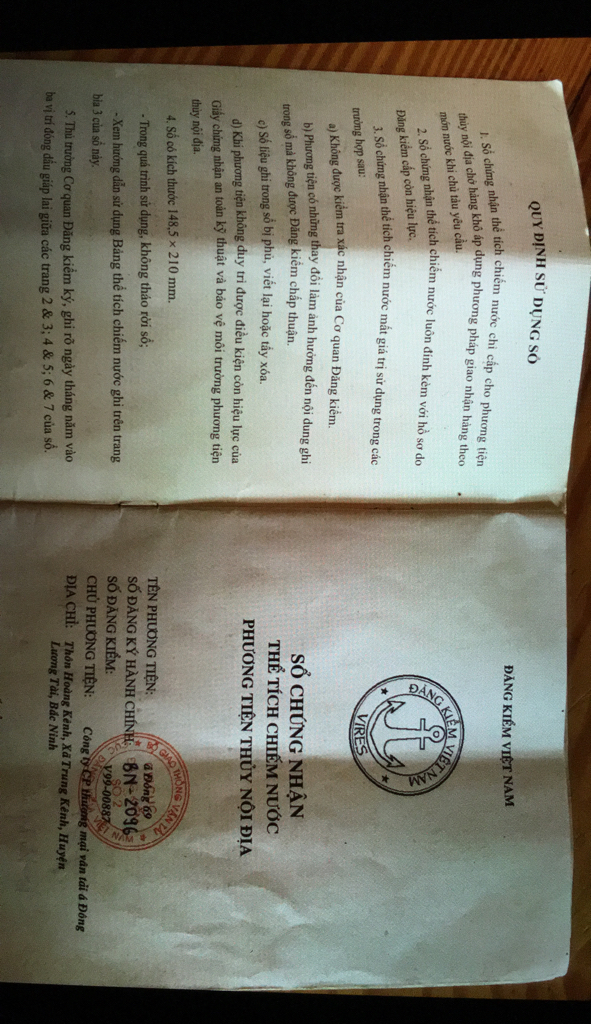 QUY ĐỊNH SỬ DỤNG SỔ
1. Sổ chứng nhận thể tích chiếm nước chỉ cấp cho phương tiện
thủy nội địa chở hàng khô áp dụng phương pháp giao nhận hàng theo
mớn nước khi chủ tàu yêu cầu.
2. Sổ chứng nhận thể tích chiếm nước luôn đính kèm với hồ sơ do
Đăng kiểm cấp còn hiệu lực.
3. Sổ chứng nhận thể tích chiếm nước mất giá trị sử dụng trong các
trường hợp sau:
a) Không được kiểm tra xác nhận của Cơ quan Đăng kiểm.
b) Phương tiện có những thay đổi làm ảnh hưởng đến nội dung ghi
trong sổ mà không được Đăng kiểm chấp thuận.
c) Số liệu ghi trong sổ bị phủ, viết lại hoặc tẩy xóa.
d) Khi phương tiện không duy trì được điều kiện còn hiệu lực của
Giấy chứng nhận an toàn kỹ thuật và bảo vệ môi trường phương tiện
thủy nội địa.
4. Sổ có kích thước 148,5 × 210 mm.
- Trong quá trình sử dụng, không tháo rời sổ;
- Xem hướng dẫn sử dụng Bảng thể tích chiếm nước ghi trên trang
bìa 3 của sổ này.
5. Thủ trưởng Cơ quan Đăng kiểm ký, ghi rõ ngày tháng năm vào
ba vị trí đóng dấu giáp lai giữa các trang 2 & 3; 4 & 5; 6 & 7 của sổ.
ĐĂNG KIỂM VIỆT NAM
ĐĂNG KIỂM VIỆT NAM
VIRES
SỔ CHỨNG NHẬN
THỂ TÍCH CHIẾM NƯỚC
PHƯƠNG TIỆN THỦY NỘI ĐỊA
BỘ GIAO THÔNG VẬN TẢI
TÊN PHƯƠNG TIỆN: á Đông 69
SỐ ĐĂNG KÝ HÀNH CHÍNH: BN - 2096
SỐ ĐĂNG KIỂM: V99-00887
CHỦ PHƯƠNG TIỆN: Công ty CP thương mại vân tải á Đông
ĐỊA CHỈ: Thôn Hoàng Kênh, Xã Trung Kênh, Huyện
Lương Tài, Bắc Ninh